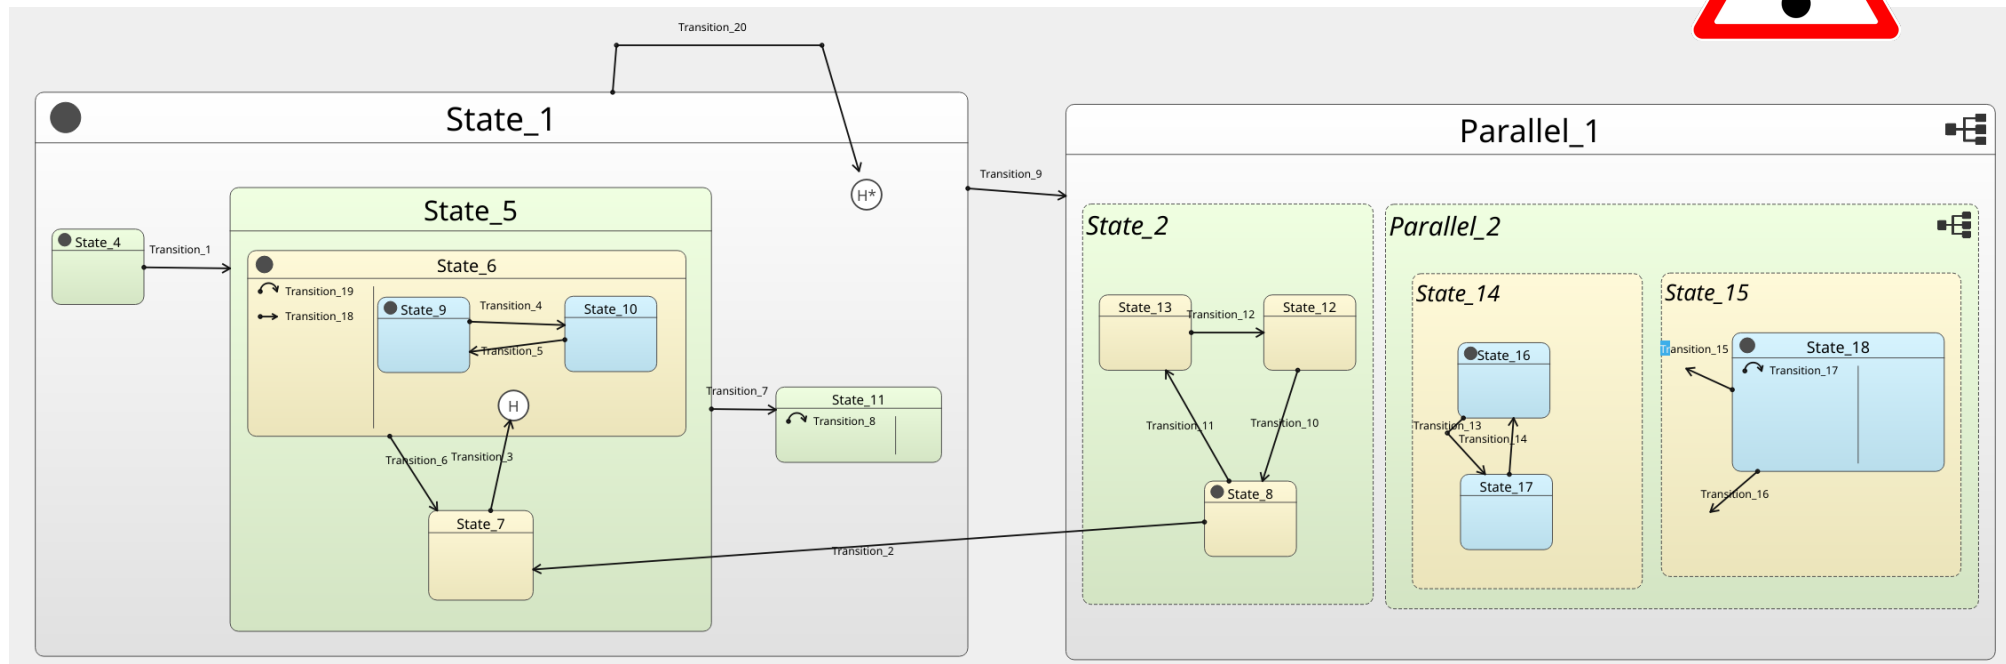 Transition_20
State_1
Parallel_1
H*
Transition_9
State_5
State_4
Transition_1
State_6
Transition_19
Transition_18
State_9
Transition_4
State_10
Transition_5
H
Transition_7
State_11
Transition_8
Transition_6
Transition_3
State_7
Transition_2
State_2
State_13
Transition_12
State_12
Transition_11
Transition_10
State_8
Parallel_2
State_14
State_16
Transition_13
Transition_14
State_17
State_15
Transition_15
State_18
Transition_17
Transition_16